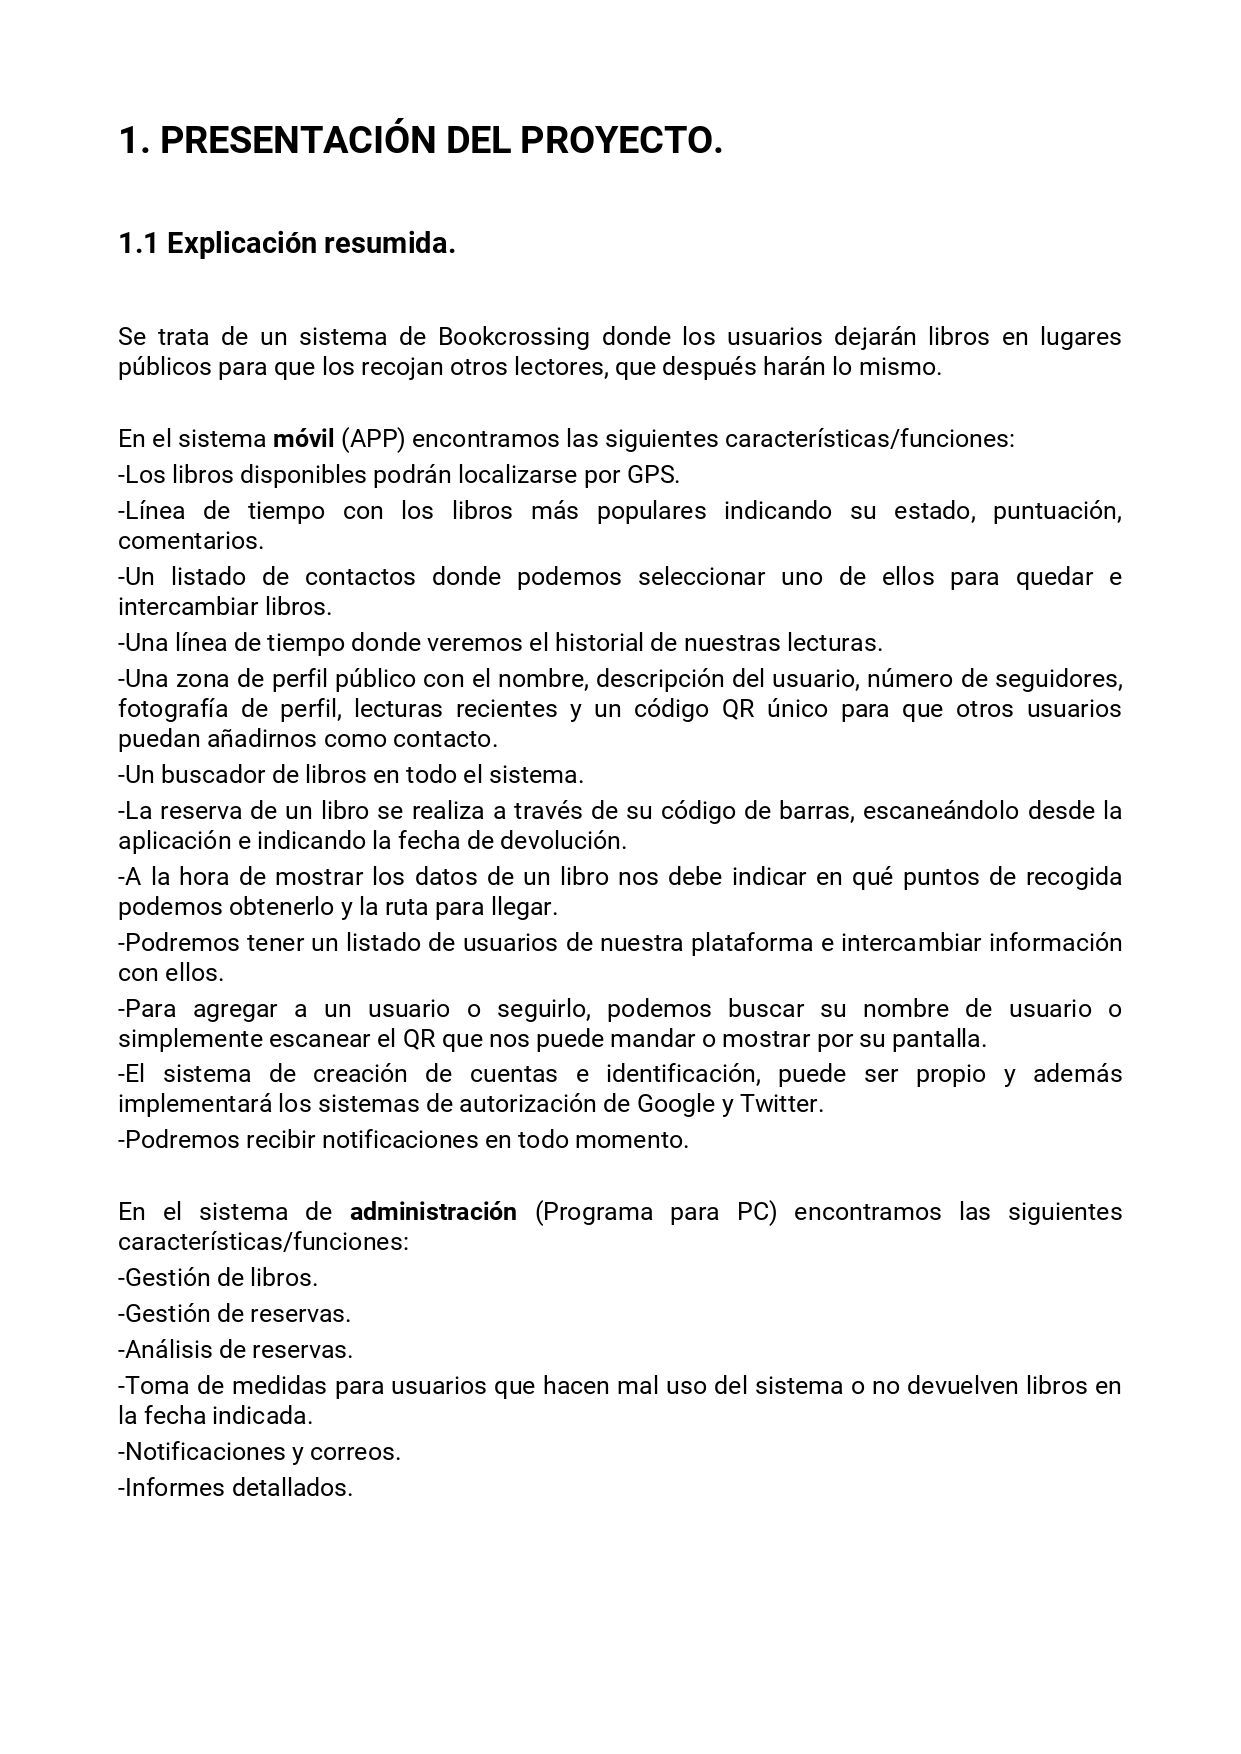 1. PRESENTACIÓN DEL PROYECTO.
1.1 Explicación resumida.
Se trata de un sistema de Bookcrossing donde los usuarios dejarán libros en lugares
públicos para que los recojan otros lectores, que después harán lo mismo.
En el sistema móvil (APP) encontramos las siguientes características/funciones:
-Los libros disponibles podrán localizarse por GPS.
-Línea de tiempo con los libros más populares indicando su estado, puntuación,
comentarios.
-Un listado de contactos donde podemos seleccionar uno de ellos para quedar e
intercambiar libros.
-Una línea de tiempo donde veremos el historial de nuestras lecturas.
-Una zona de perfil público con el nombre, descripción del usuario, número de seguidores,
fotografía de perfil, lecturas recientes y un código QR único para que otros usuarios
puedan añadirnos como contacto.
-Un buscador de libros en todo el sistema.
-La reserva de un libro se realiza a través de su código de barras, escaneándolo desde la
aplicación e indicando la fecha de devolución.
-A la hora de mostrar los datos de un libro nos debe indicar en qué puntos de recogida
podemos obtenerlo y la ruta para llegar.
-Podremos tener un listado de usuarios de nuestra plataforma e intercambiar información
con ellos.
-Para agregar a un usuario o seguirlo, podemos buscar su nombre de usuario o
simplemente escanear el QR que nos puede mandar o mostrar por su pantalla.
-El sistema de creación de cuentas e identificación, puede ser propio y además
implementará los sistemas de autorización de Google y Twitter.
-Podremos recibir notificaciones en todo momento.
En el sistema de administración (Programa para PC) encontramos las siguientes
características/funciones:
-Gestión de libros.
-Gestión de reservas.
-Análisis de reservas.
-Toma de medidas para usuarios que hacen mal uso del sistema o no devuelven libros en
la fecha indicada.
-Notificaciones y correos.
-Informes detallados.